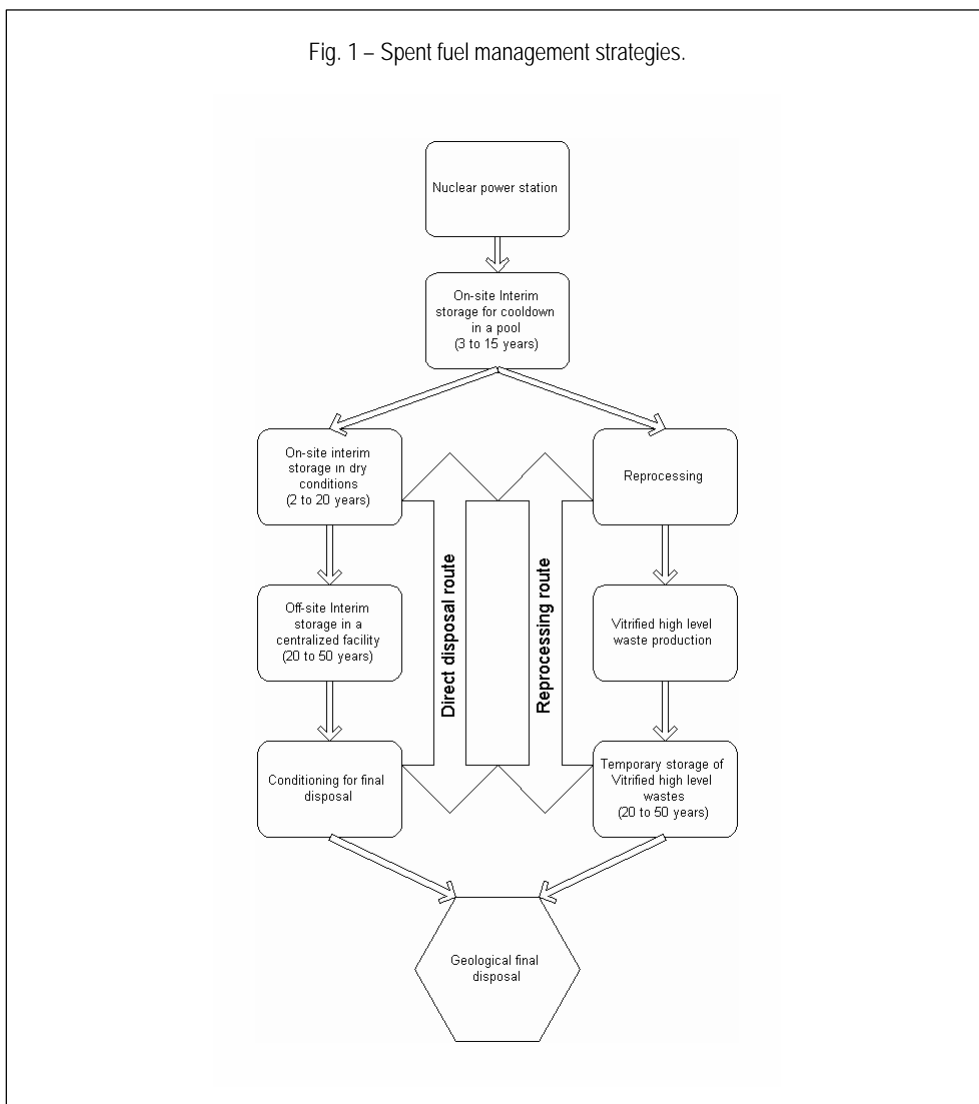 Fig. 1 – Spent fuel management strategies.
Nuclear power station
On-site Interim
storage for cooldown
in a pool
(3 to 15 years)
On-site interim
storage in dry
conditions
(2 to 20 years)
Reprocessing
Direct disposal route
Reprocessing route
Off-site Interim
storage in a
centralized facility
(20 to 50 years)
Vitrified high level
waste production
Conditioning for final
disposal
Temporary storage of
Vitrified high level
wastes
(20 to 50 years)
Geological final
disposal